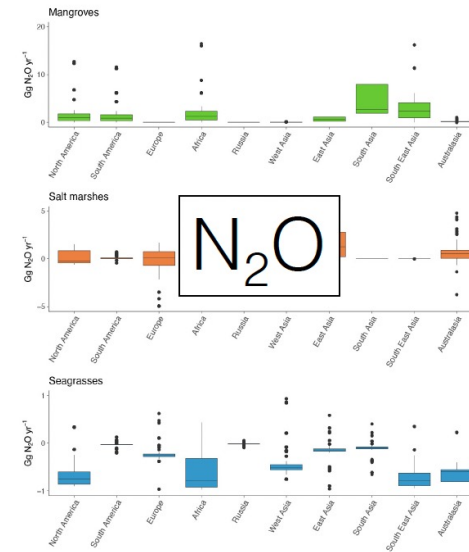 Mangroves
20
10
0
Gg N₂O yr⁻¹
North America
South America
Europe
Africa
Russia
West Asia
East Asia
South Asia
South East Asia
Australasia
Salt marshes
5
0
−5
Gg N₂O yr⁻¹
N₂O
North America
South America
Europe
Africa
Russia
West Asia
East Asia
South Asia
South East Asia
Australasia
Seagrasses
1
0
−1
Gg N₂O yr⁻¹
North America
South America
Europe
Africa
Russia
West Asia
East Asia
South Asia
South East Asia
Australasia